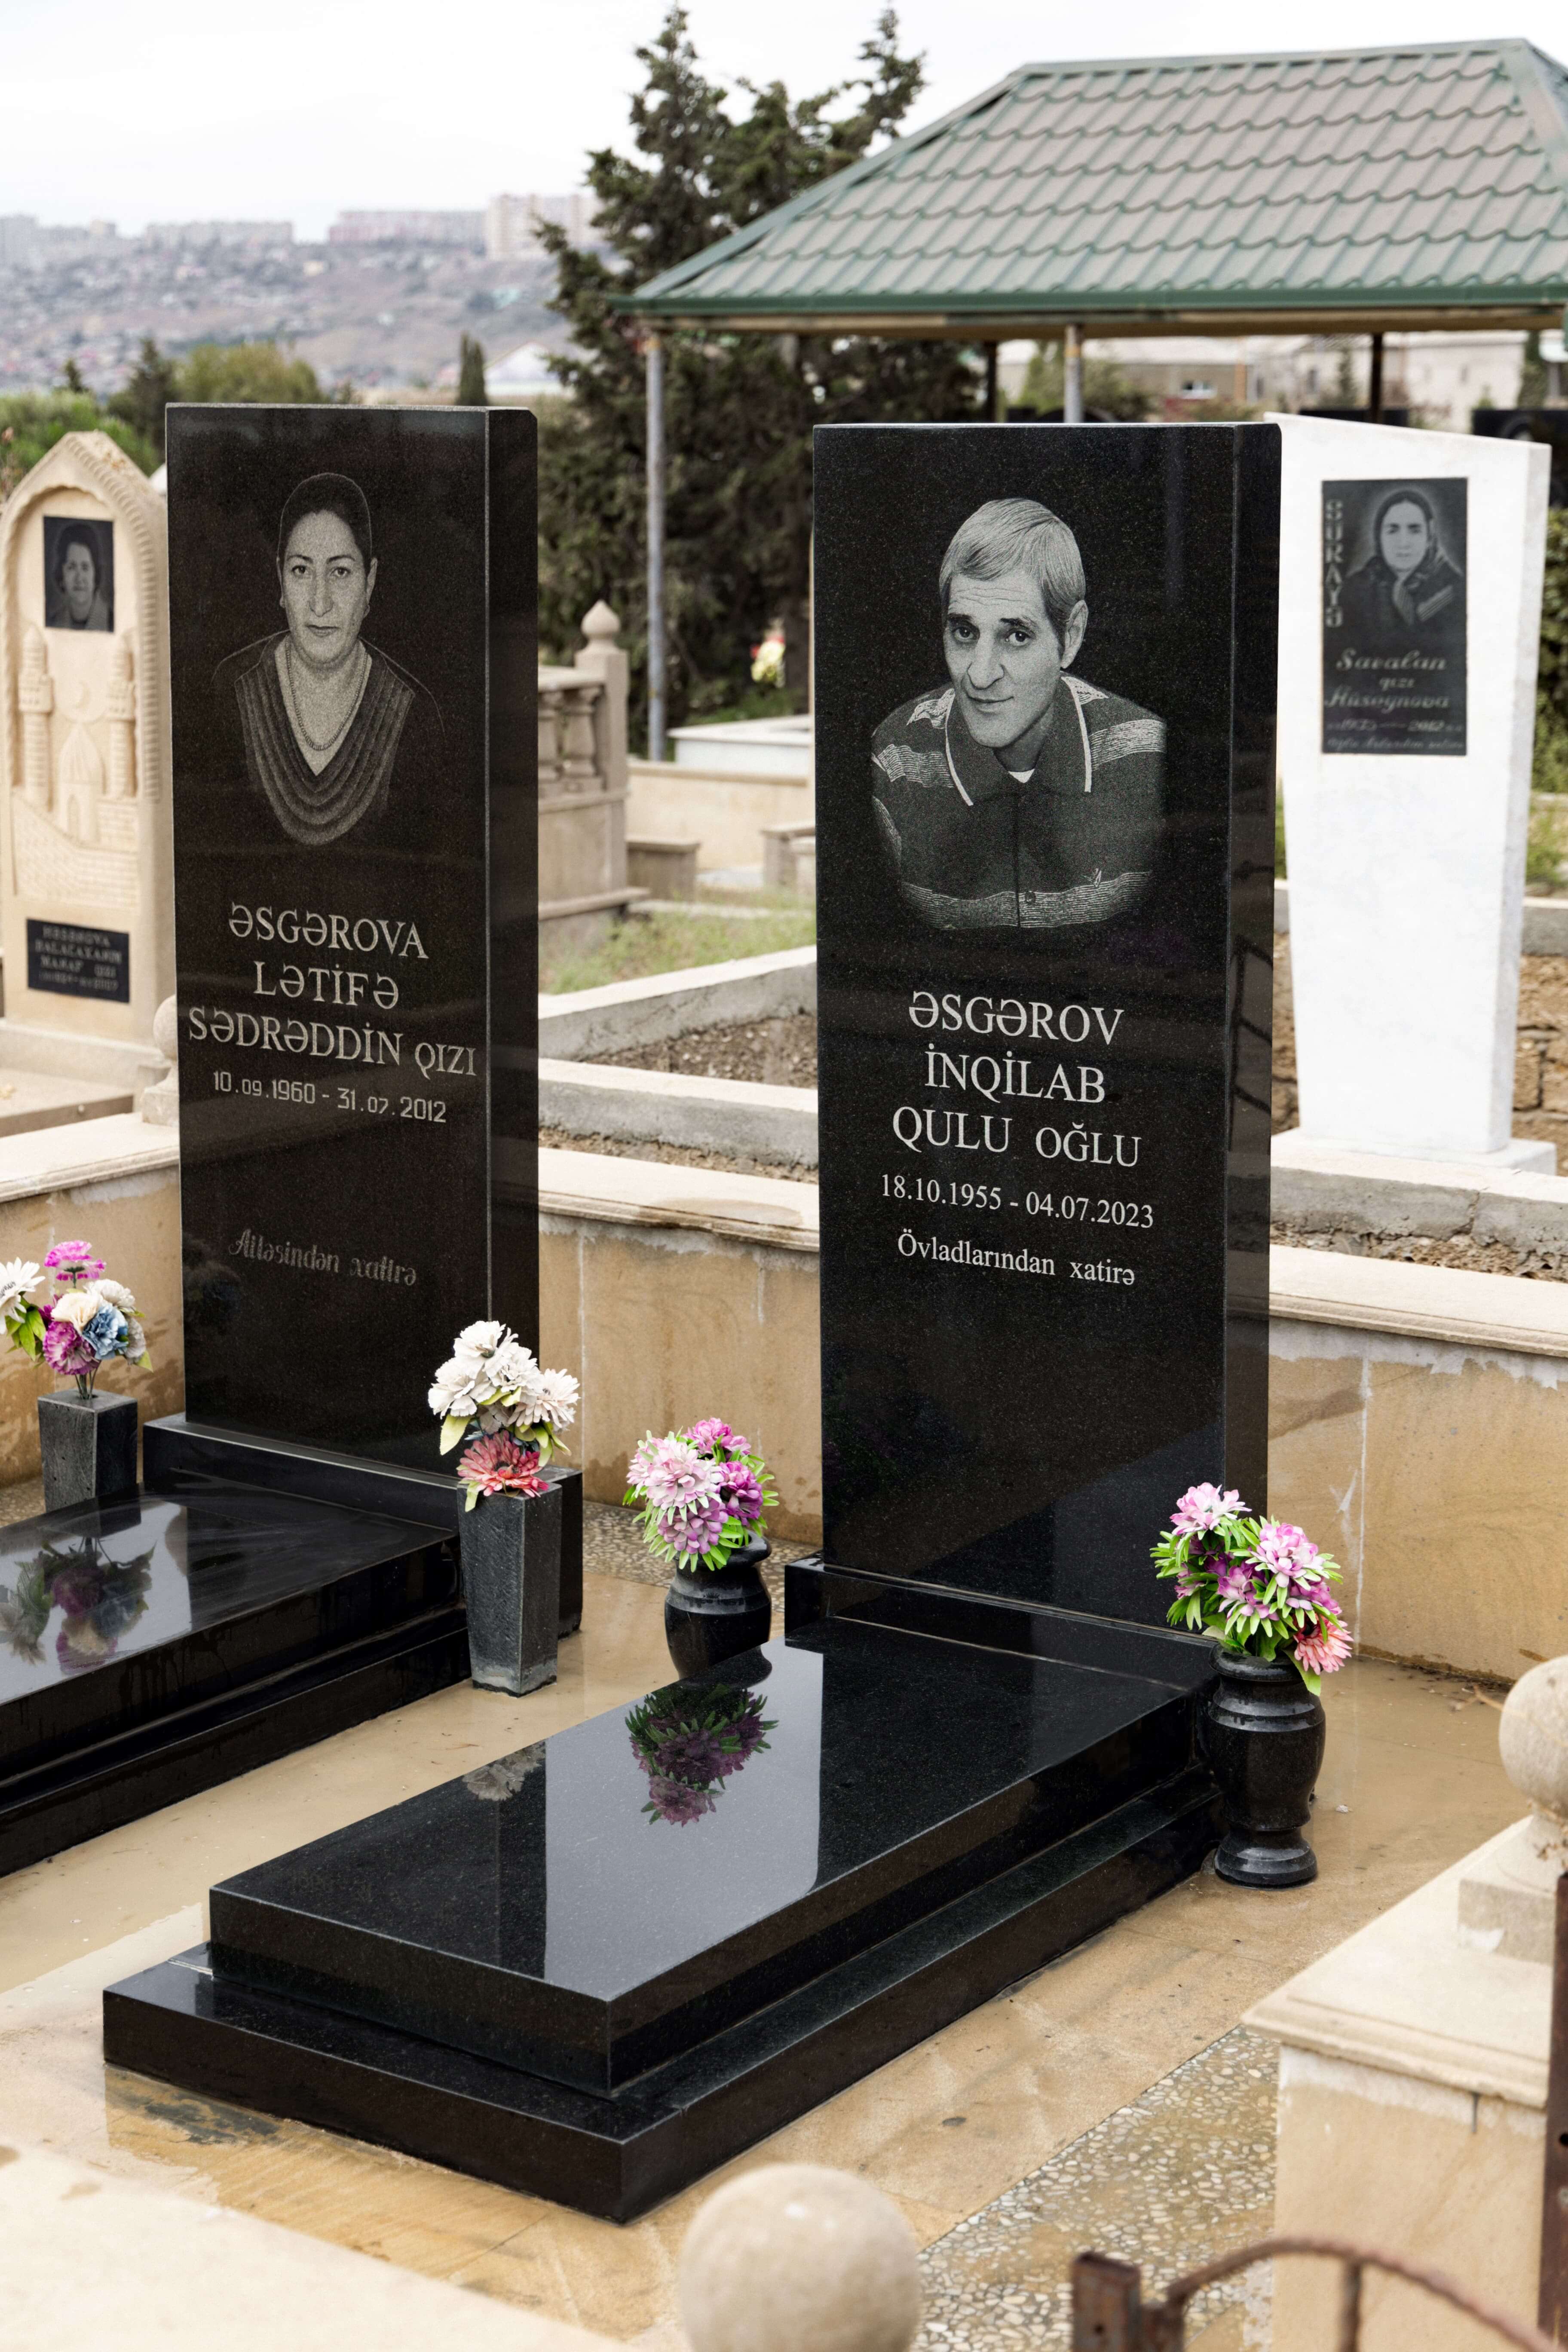 ƏSGƏROVA
LƏTİFƏ
SƏDRƏDDİN QIZI
10.09.1960 - 31.07.2012
Ailəsindən xatirə
ƏSGƏROV
İNQİLAB
QULU OĞLU
18.10.1955 - 04.07.2023
Övladlarından xatirə
ŞÜKAYƏ
Savalan
qızı
Hüseynova